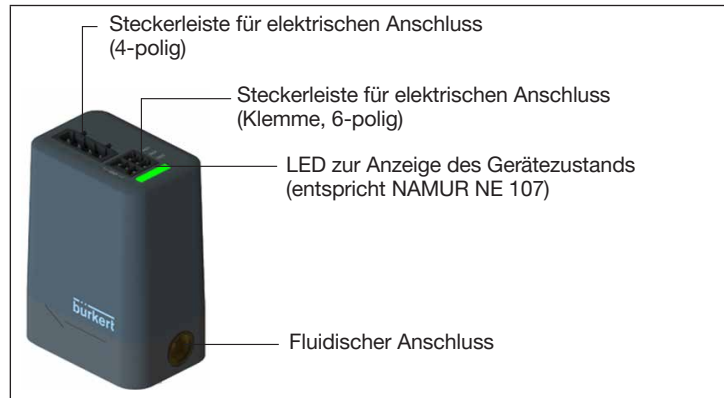 Steckerleiste für elektrischen Anschluss
(4-polig)
Steckerleiste für elektrischen Anschluss
(Klemme, 6-polig)
LED zur Anzeige des Gerätezustands
(entspricht NAMUR NE 107)
bürkert
Fluidischer Anschluss